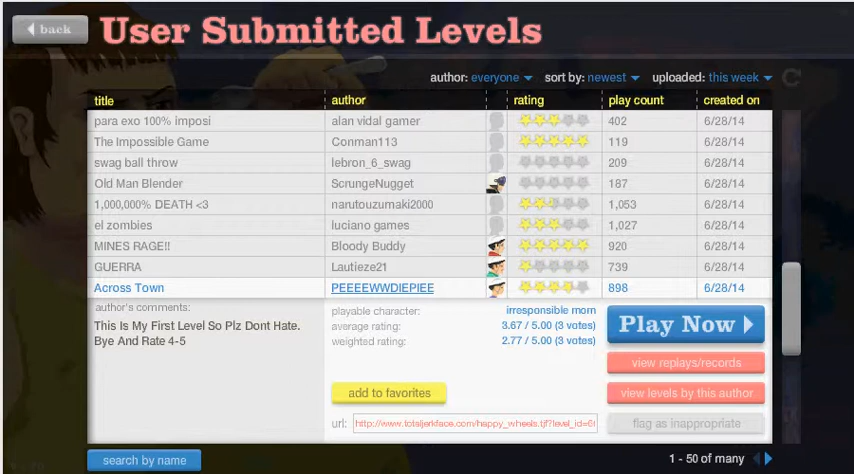 back
User Submitted Levels
author: everyone sort by: newest uploaded: this week
title author rating play count created on
para exo 100% imposi alan vidal gamer 402 6/28/14
The Impossible Game Conman113 119 6/28/14
swag ball throw lebron_6_swag 209 6/28/14
Old Man Blender ScrungeNugget 187 6/28/14
1,000,000% DEATH <3 narutouzumaki2000 1,053 6/28/14
el zombies luciano games 1,027 6/28/14
MINES RAGE!! Bloody Buddy 920 6/28/14
GUERRA Lautieze21 739 6/28/14
Across Town PEEEEWWDIEPIEE 898 6/28/14
author's comments:
This Is My First Level So Plz Dont Hate.
Bye And Rate 4-5
playable character: irresponsible mom
average rating: 3.67 / 5.00 (3 votes)
weighted rating: 2.77 / 5.00 (3 votes)
add to favorites
url: http://www.totaljerkface.com/happy_wheels.tjf?level_id=6
Play Now
view replays/records
view levels by this author
flag as inappropriate
search by name
1 - 50 of many